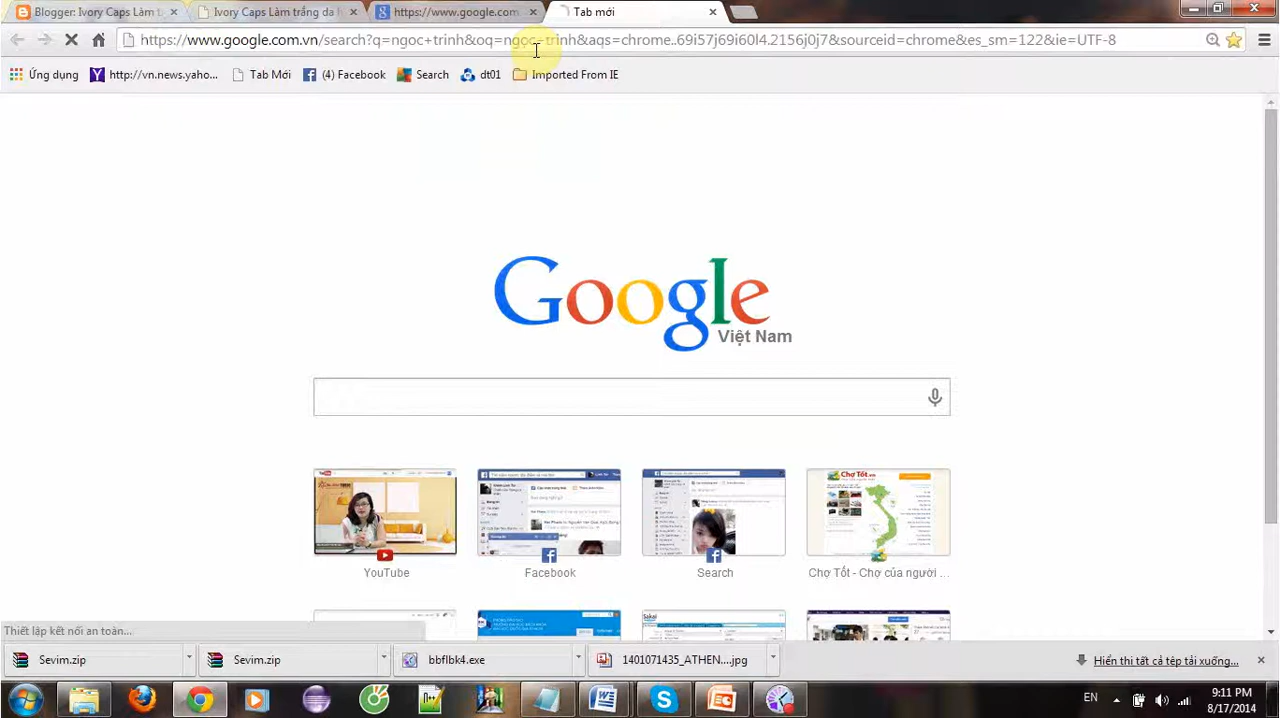 Blogger: Ivory Caps Làm t
Ivory Caps Làm trắng da l
https://www.google.com
Tab mới
https://www.google.com.vn/search?q=ngoc+trinh&oq=ngọc+trinh&aqs=chrome..69i57j69i60l4.2156j0j7&sourceid=chrome&es_sm=122&ie=UTF-8
Ứng dụng
http://vn.news.yaho...
Tab Mới
(4) Facebook
Search
dt01
Imported From IE
Google
Việt Nam
YouTube
Facebook
Search
Chợ Tốt - Chợ của người ...
Thiết lập kết nối an toàn...
Sevim.zip
Sevim.zip
bbflbk4.exe
1401071435_ATHEN....jpg
Hiển thị tất cả tệp tải xuống...
EN
9:11 PM
8/17/2014